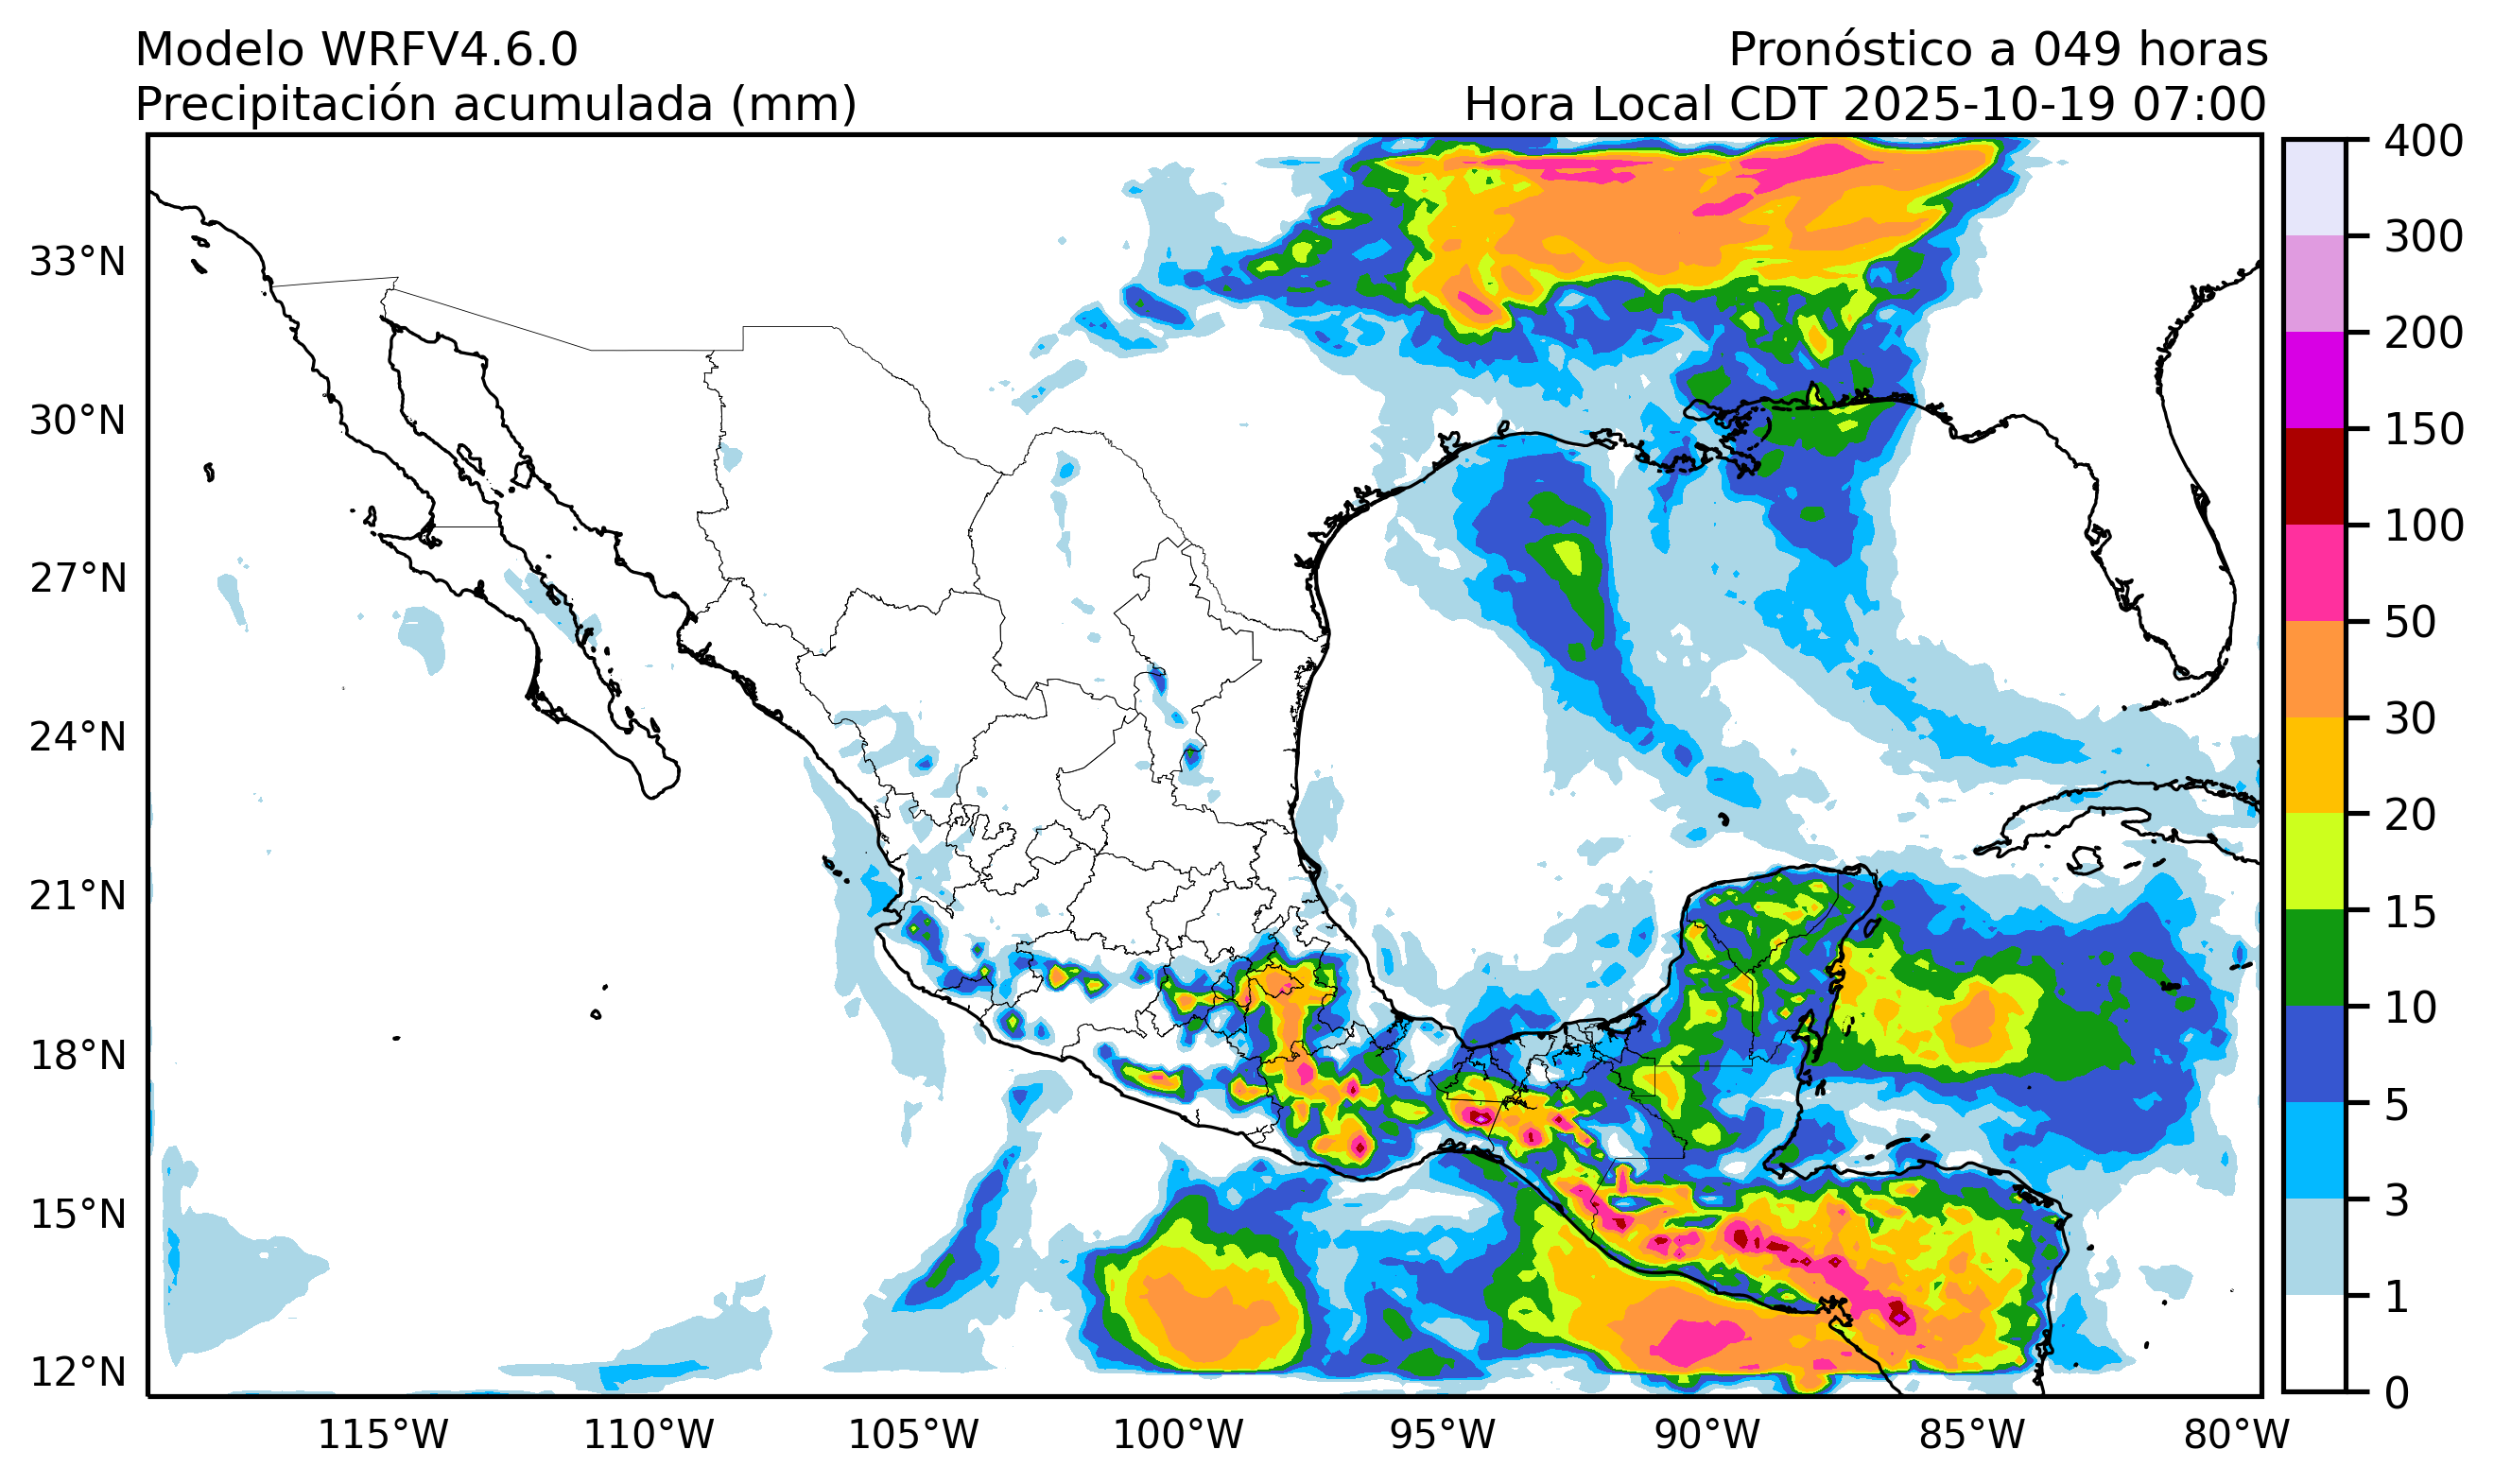 Modelo WRFV4.6.0
Pronóstico a 049 horas
Precipitación acumulada (mm)
Hora Local CDT 2025-10-19 07:00
33°N
30°N
27°N
24°N
21°N
18°N
15°N
12°N
115°W
110°W
105°W
100°W
95°W
90°W
85°W
80°W
400
300
200
150
100
50
30
20
15
10
5
3
1
0